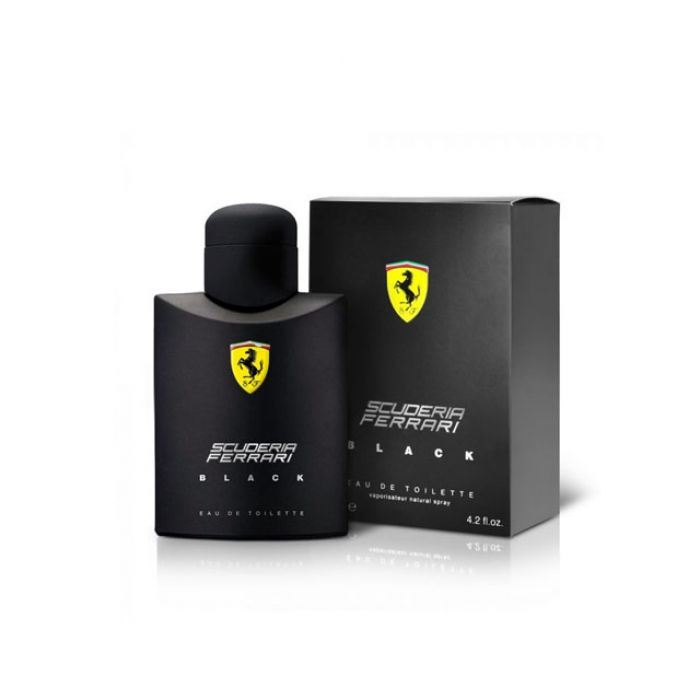 S F
SCUDERIA
FERRARI
BLACK
EAU DE TOILETTE
S F
SCUDERIA
FERRARI
BLACK
EAU DE TOILETTE
vaporisateur natural spray
e
4.2 fl.oz.